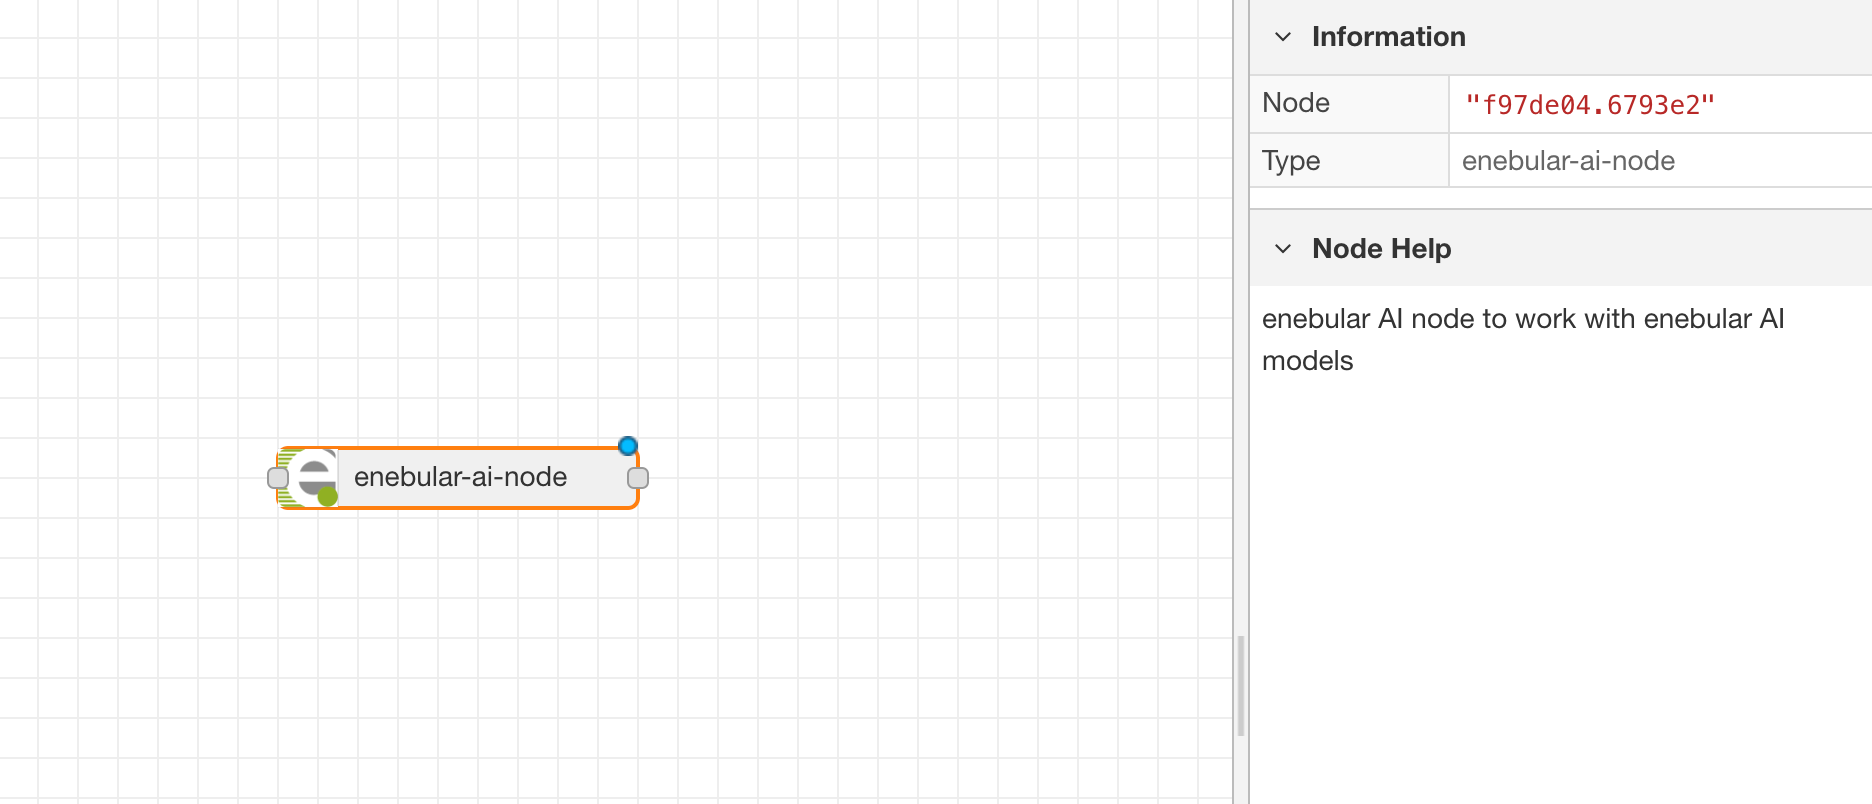 enebular-ai-node
Information
Node "f97de04.6793e2"
Type enebular-ai-node
Node Help
enebular AI node to work with enebular AI
models